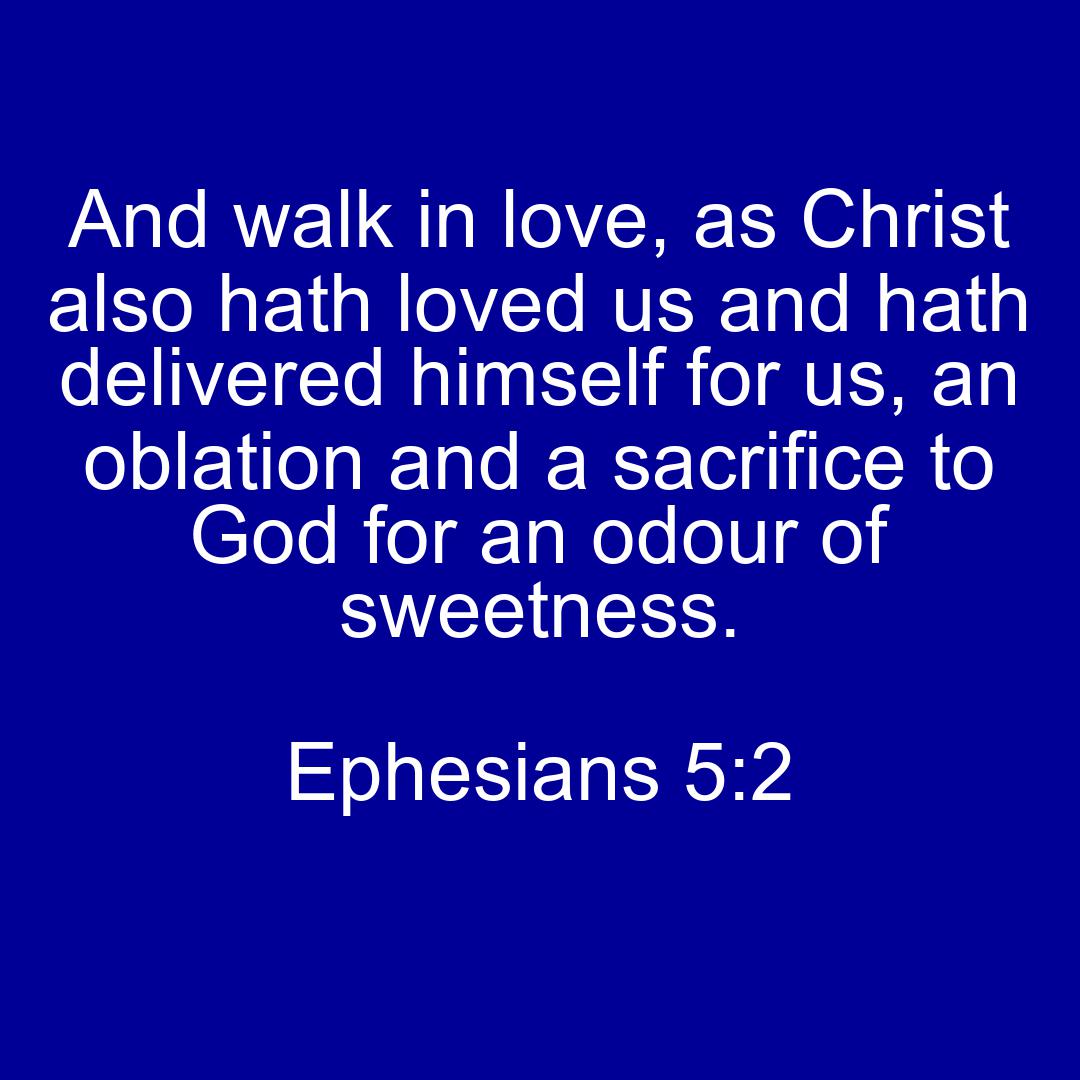 And walk in love, as Christ
also hath loved us and hath
delivered himself for us, an
oblation and a sacrifice to
God for an odour of
sweetness.
Ephesians 5:2